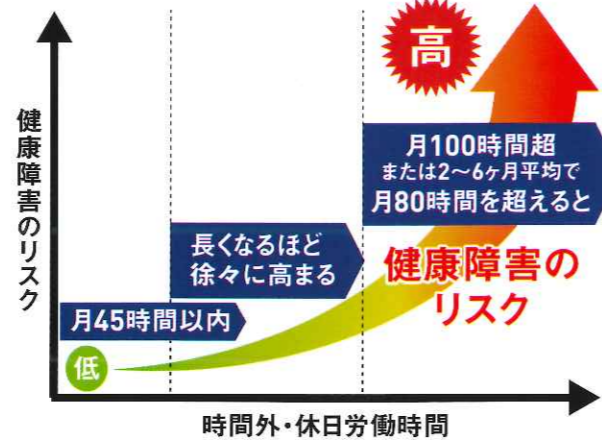 高
健康障害のリスク
月100時間超
または2〜6ヶ月平均で
月80時間を超えると
長くなるほど
徐々に高まる
健康障害の
リスク
月45時間以内
低
時間外・休日労働時間